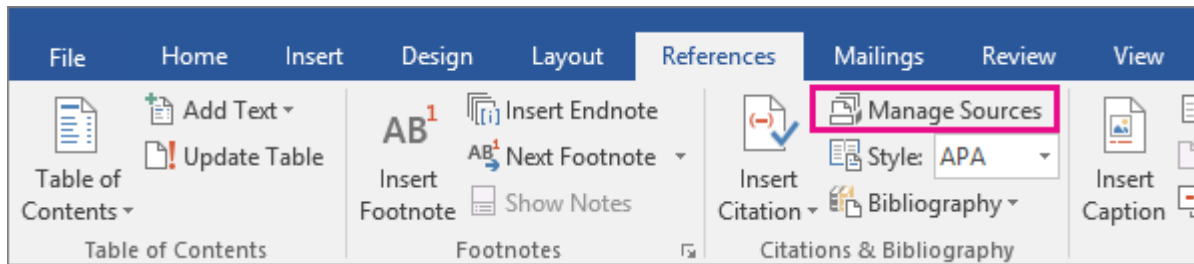 File Home Insert Design Layout References Mailings Review View
Add Text
Update Table
Table of
Contents
Table of Contents
AB1
Insert
Footnote
[i] Insert Endnote
AB1 Next Footnote
Show Notes
Footnotes
(-)
Insert
Citation
Manage Sources
Style: APA
Bibliography
Citations & Bibliography
Insert
Caption